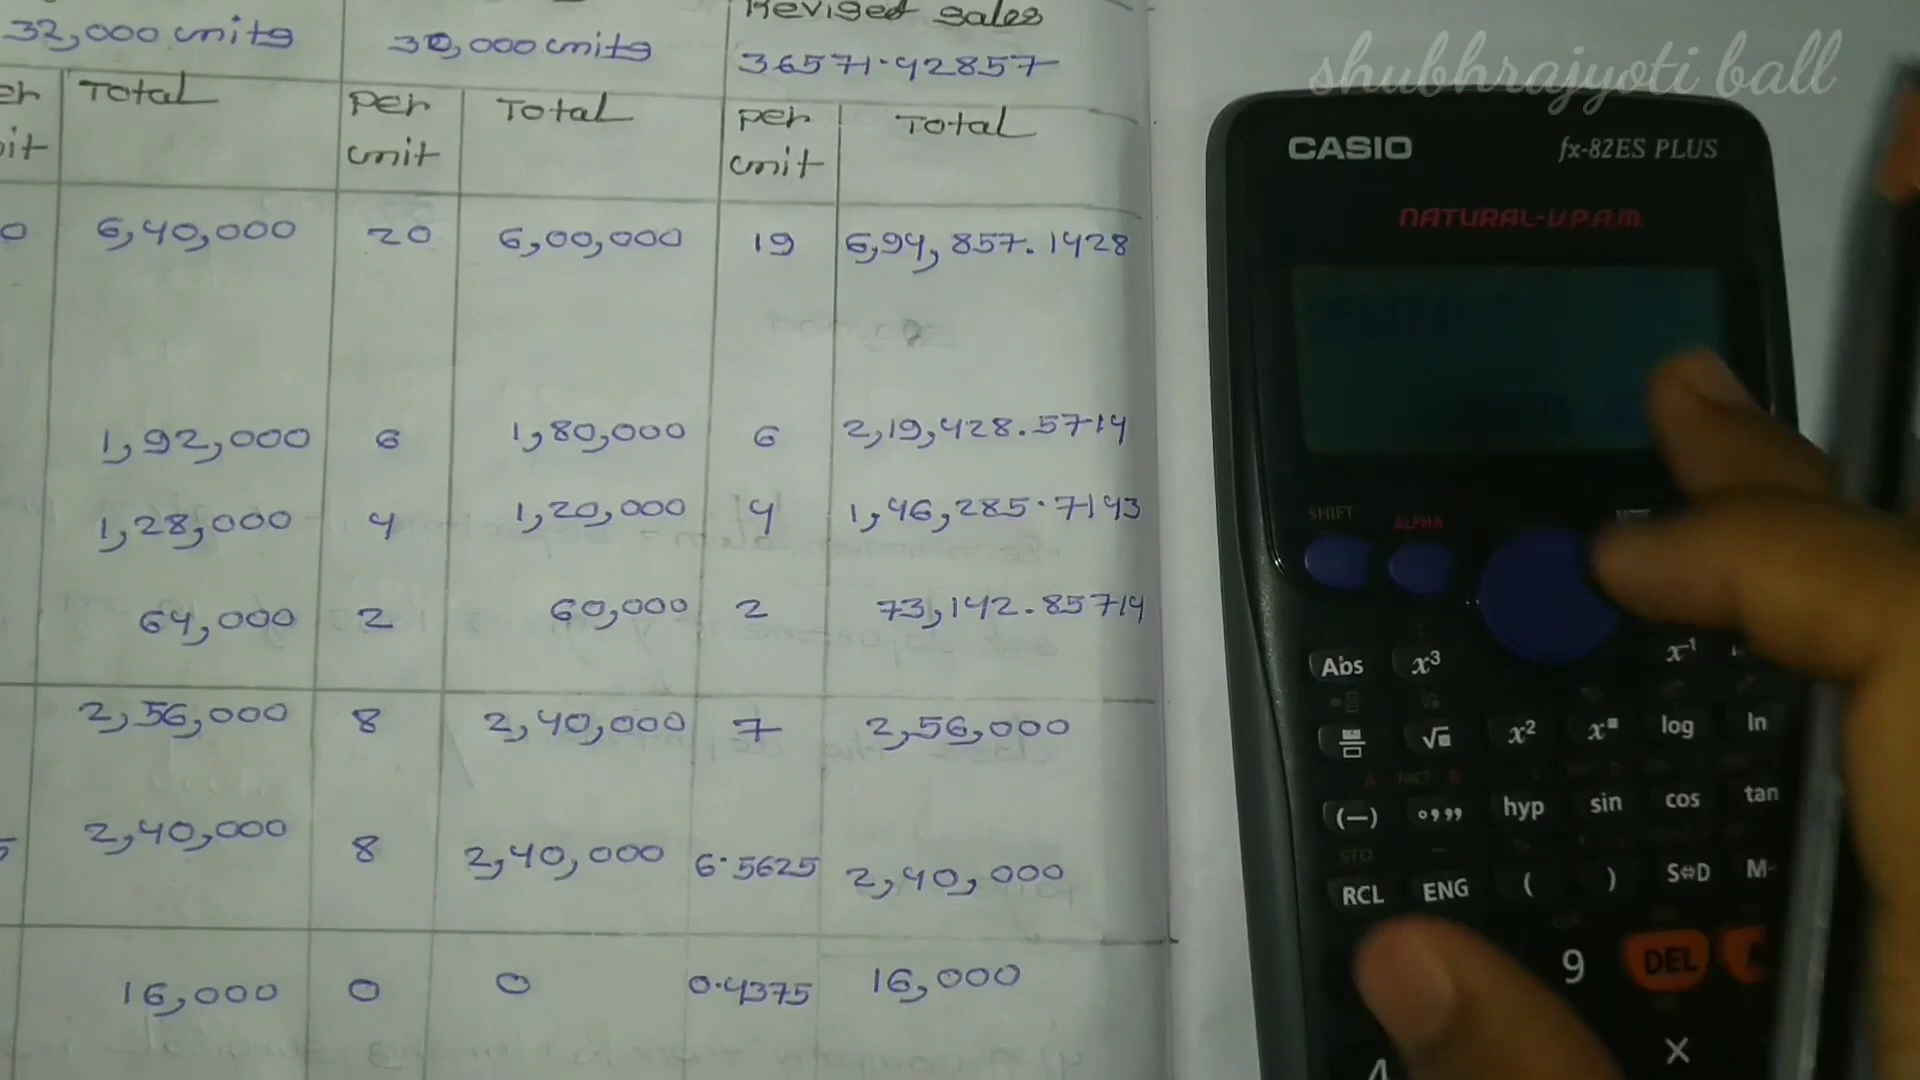 Revised sales
32,000 units 30,000 units 36571.42857
Total per unit Total per unit Total
0 6,40,000 20 6,00,000 19 6,94,857.1428
1,92,000 6 1,80,000 6 2,19,428.5714
1,28,000 4 1,20,000 4 1,46,285.7143
64,000 2 60,000 2 73,142.85714
2,56,000 8 2,40,000 7 2,56,000
5 2,40,000 8 2,40,000 6.5625 2,40,000
16,000 0 0 0.4375 16,000
shubhrajyoti ball
CASIO fx-82ES PLUS
NATURAL-V.P.A.M.
SHIFT ALPHA
Abs x³ x⁻¹
√ x² x■ log ln
(−) hyp sin cos tan
STO
RCL ENG ( ) S⇔D M-
9 DEL A
4 ×